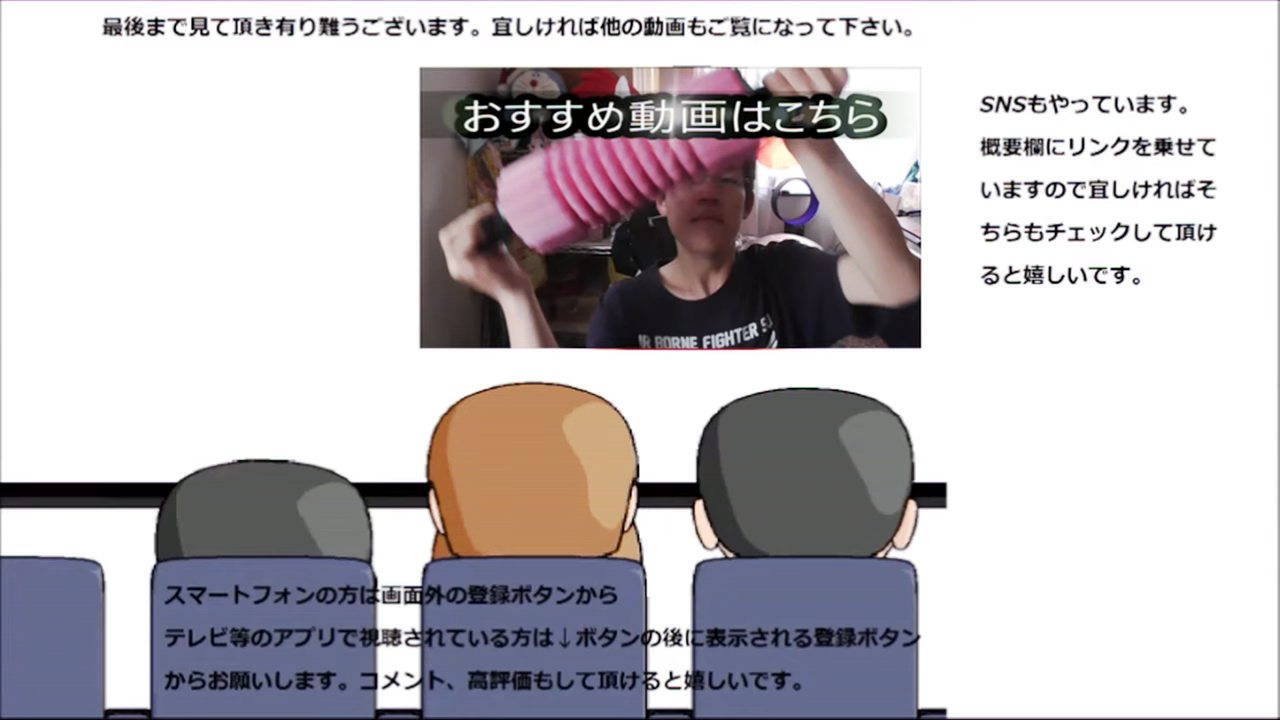 最後まで見て頂き有り難うございます。宜しければ他の動画もご覧になって下さい。
おすすめ動画はこちら
SNSもやっています。
概要欄にリンクを乗せて
いますので宜しければそ
ちらもチェックして頂け
ると嬉しいです。
BORNE FIGHTER
スマートフォンの方は画面外の登録ボタンから
テレビ等のアプリで視聴されている方は↓ボタンの後に表示される登録ボタン
からお願いします。コメント、高評価もして頂けると嬉しいです。